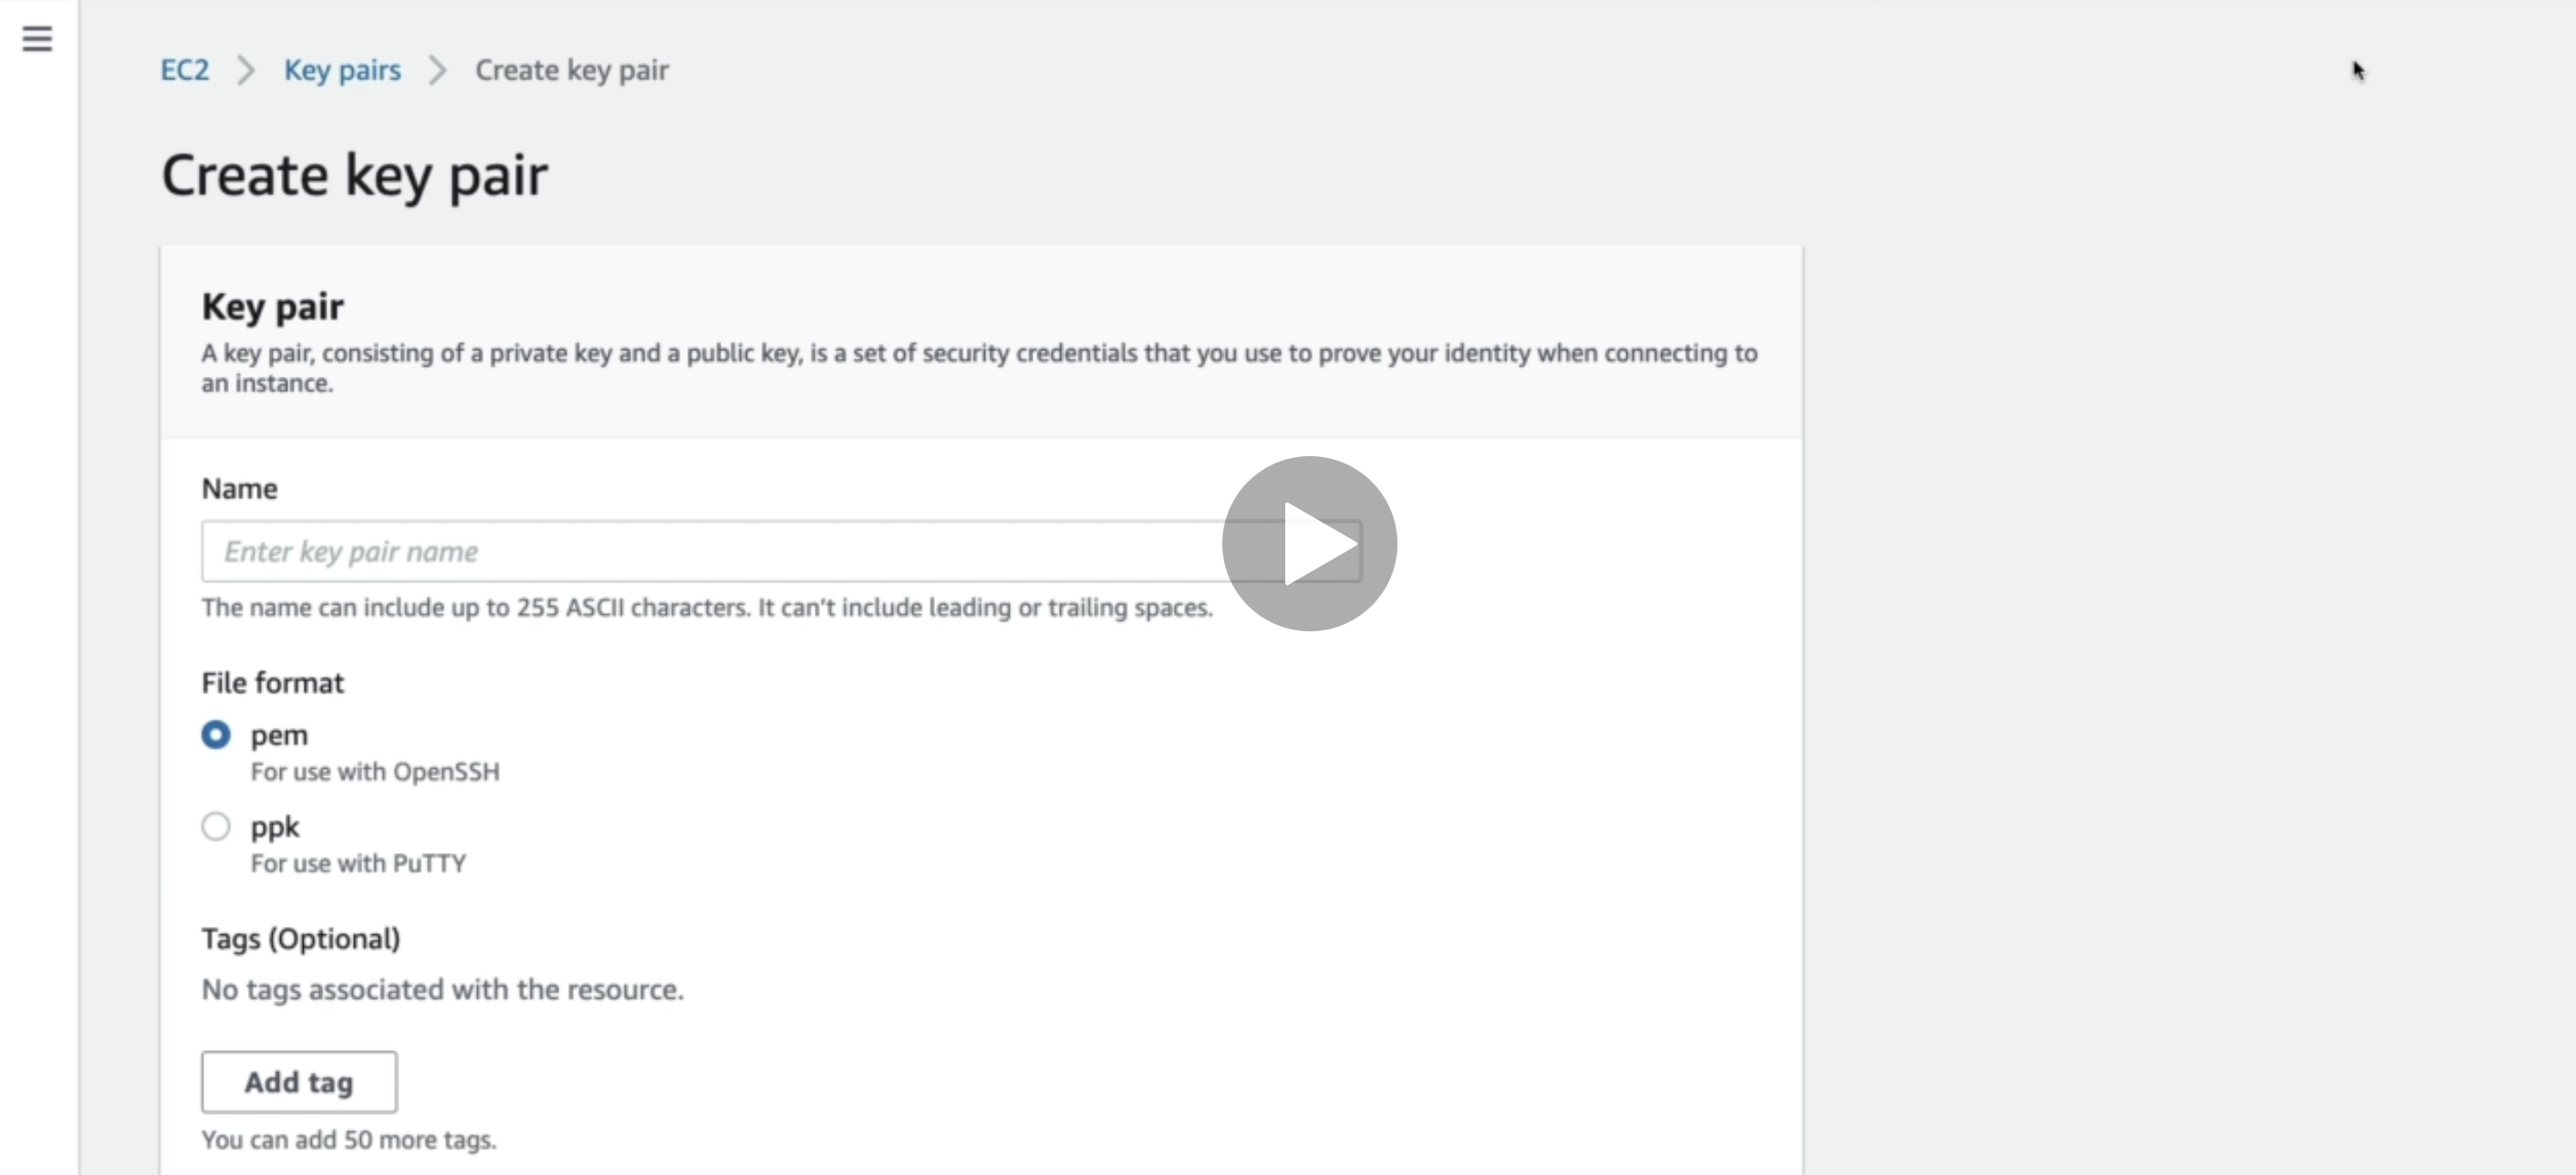 EC2 > Key pairs > Create key pair
Create key pair
Key pair
A key pair, consisting of a private key and a public key, is a set of security credentials that you use to prove your identity when connecting to
an instance.
Name
Enter key pair name
The name can include up to 255 ASCII characters. It can't include leading or trailing spaces.
File format
pem
For use with OpenSSH
ppk
For use with PuTTY
Tags (Optional)
No tags associated with the resource.
Add tag
You can add 50 more tags.